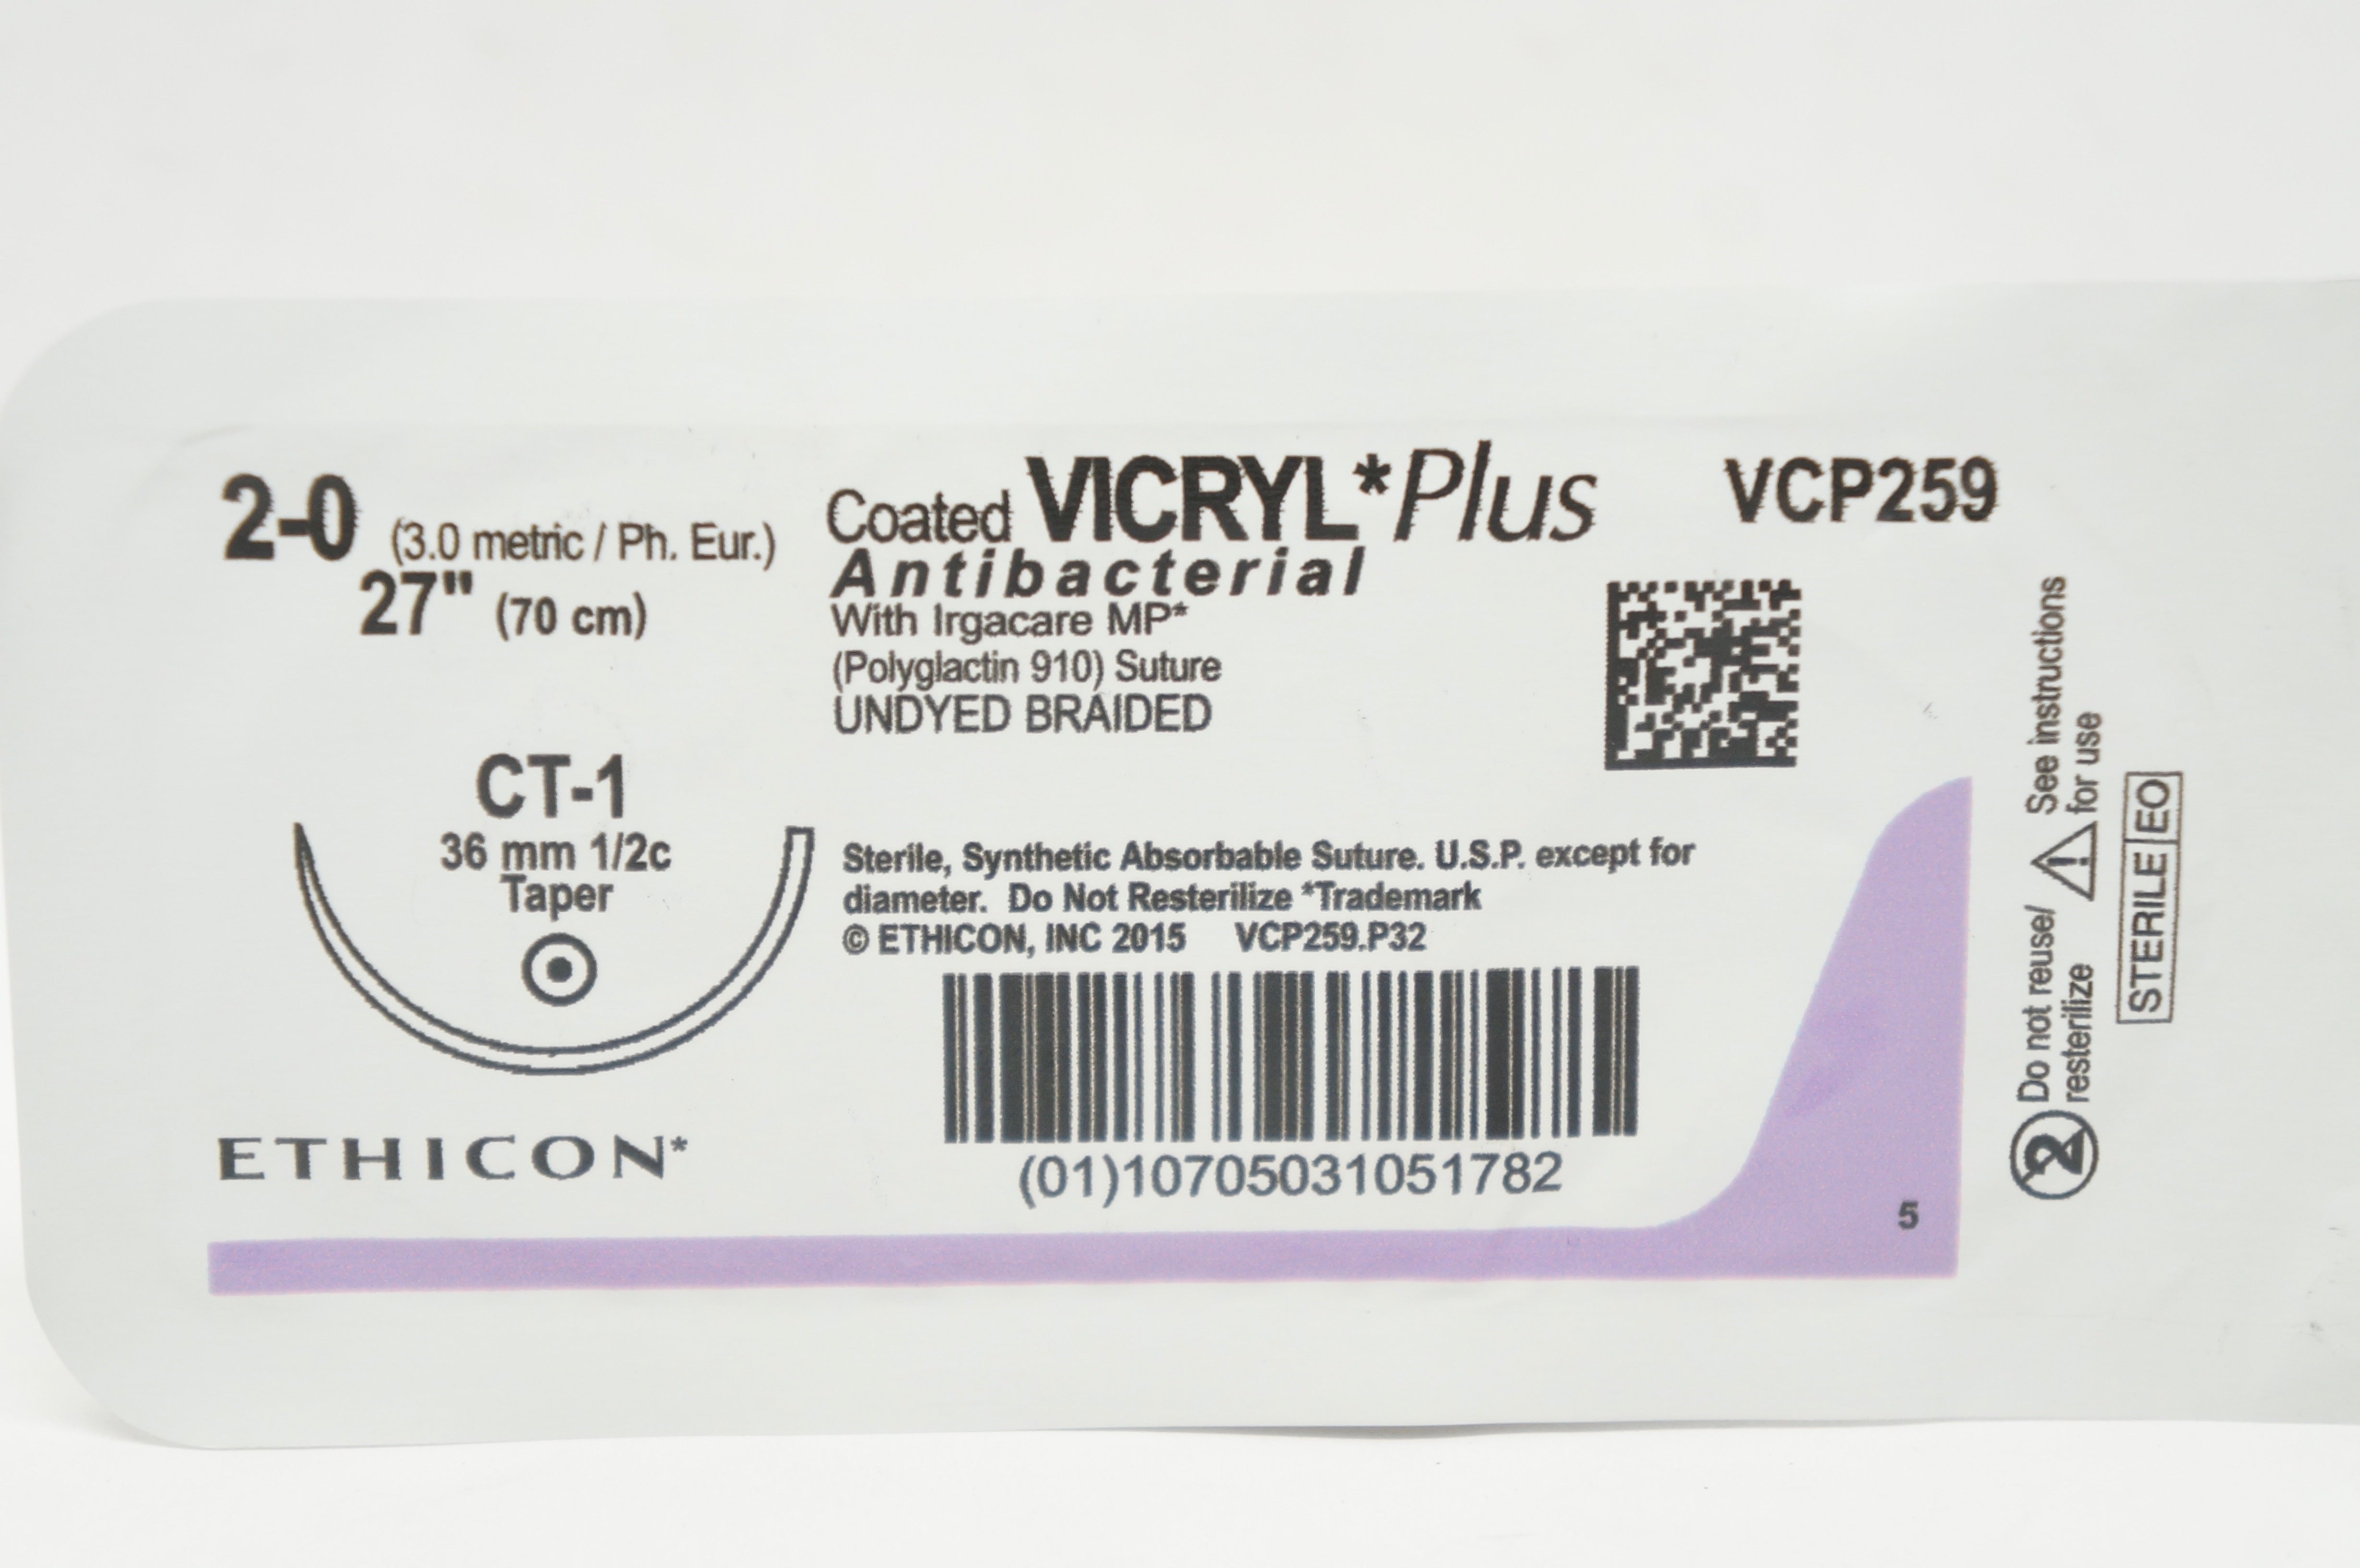 2-0 (3.0 metric / Ph. Eur.)
27" (70 cm)
CT-1
36 mm 1/2c
Taper
ETHICON*
Coated VICRYL*Plus
Antibacterial
With Irgacare MP*
(Polyglactin 910) Suture
UNDYED BRAIDED
VCP259
Sterile, Synthetic Absorbable Suture. U.S.P. except for
diameter. Do Not Resterilize *Trademark
© ETHICON, INC 2015 VCP259.P32
(01)10705031051782
5
2 Do not reuse/
resterilize
! See instructions
for use
STERILE EO